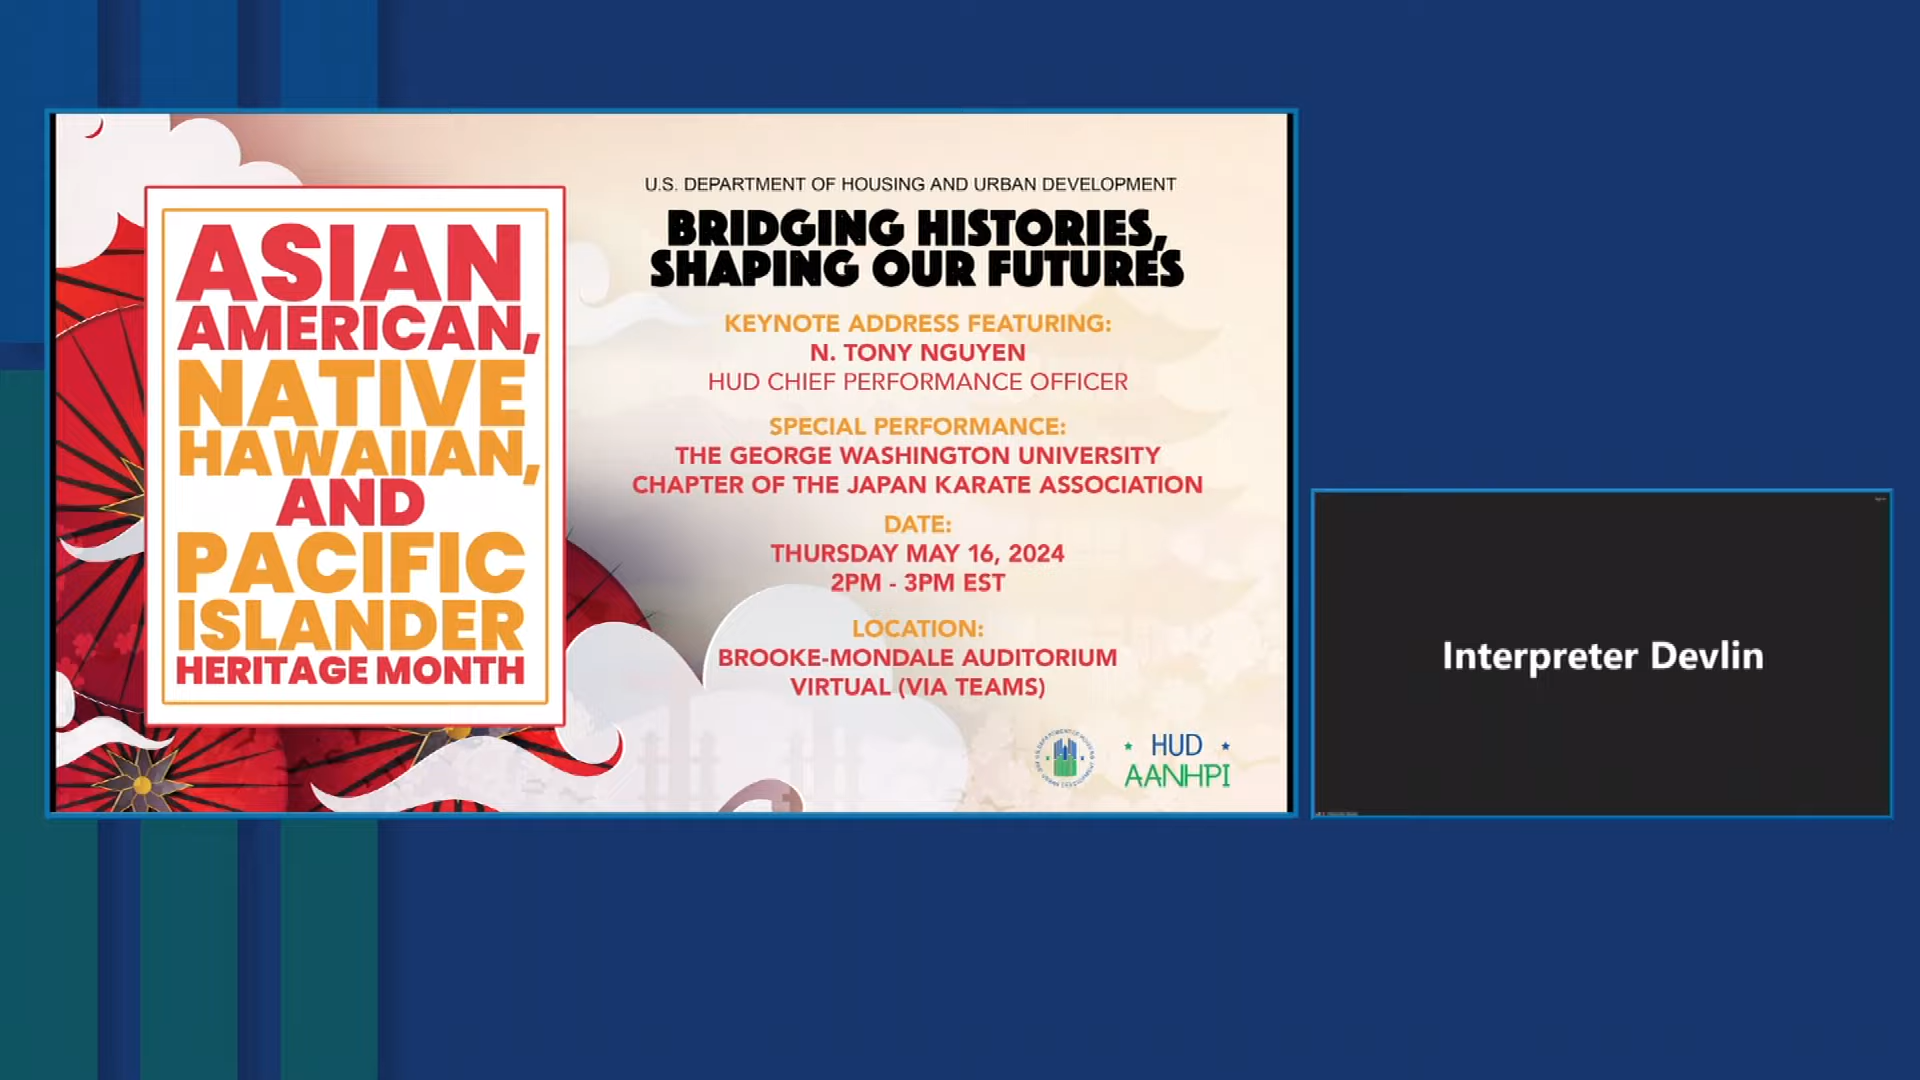 ASIAN
AMERICAN,
NATIVE
HAWAIIAN,
AND
PACIFIC
ISLANDER
HERITAGE MONTH
U.S. DEPARTMENT OF HOUSING AND URBAN DEVELOPMENT
BRIDGING HISTORIES,
SHAPING OUR FUTURES
KEYNOTE ADDRESS FEATURING:
N. TONY NGUYEN
HUD CHIEF PERFORMANCE OFFICER
SPECIAL PERFORMANCE:
THE GEORGE WASHINGTON UNIVERSITY
CHAPTER OF THE JAPAN KARATE ASSOCIATION
DATE:
THURSDAY MAY 16, 2024
2PM - 3PM EST
LOCATION:
BROOKE-MONDALE AUDITORIUM
VIRTUAL (VIA TEAMS)
HUD
AANHPI
Interpreter Devlin